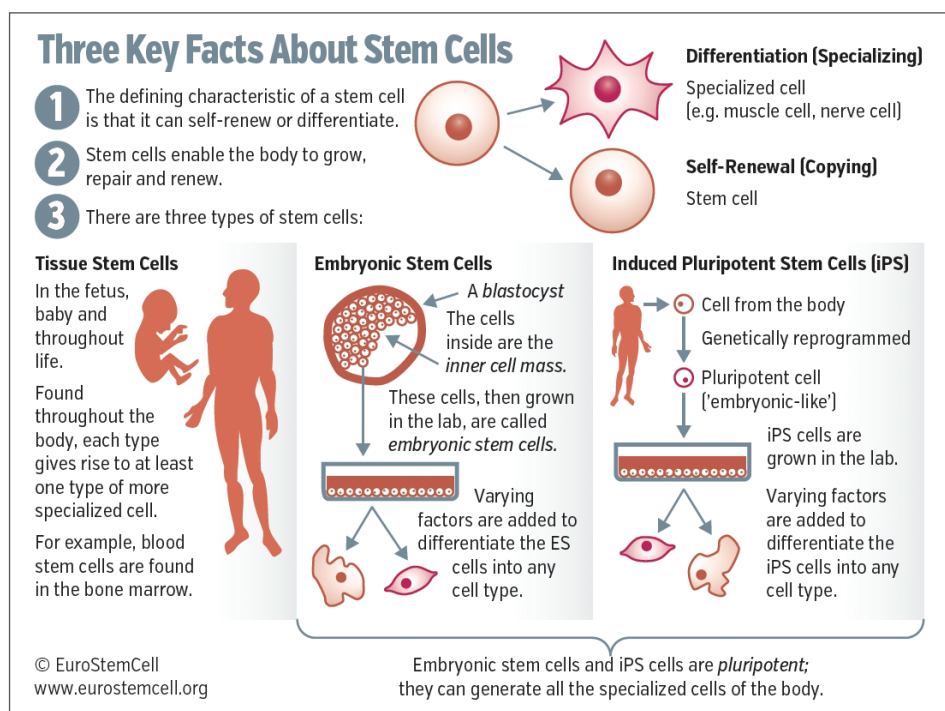 Three Key Facts About Stem Cells
1
The defining characteristic of a stem cell
is that it can self-renew or differentiate.
2
Stem cells enable the body to grow,
repair and renew.
3
There are three types of stem cells:
Differentiation (Specializing)
Specialized cell
(e.g. muscle cell, nerve cell)
Self-Renewal (Copying)
Stem cell
Tissue Stem Cells
In the fetus,
baby and
throughout
life.
Found
throughout the
body, each type
gives rise to at least
one type of more
specialized cell.
For example, blood
stem cells are found
in the bone marrow.
Embryonic Stem Cells
A blastocyst
The cells
inside are the
inner cell mass.
These cells, then grown
in the lab, are called
embryonic stem cells.
Varying
factors are added to
differentiate the ES
cells into any
cell type.
Induced Pluripotent Stem Cells (iPS)
Cell from the body
Genetically reprogrammed
Pluripotent cell
('embryonic-like')
iPS cells are
grown in the lab.
Varying factors
are added to
differentiate the
iPS cells into any
cell type.
© EuroStemCell
www.eurostemcell.org
Embryonic stem cells and iPS cells are pluripotent;
they can generate all the specialized cells of the body.